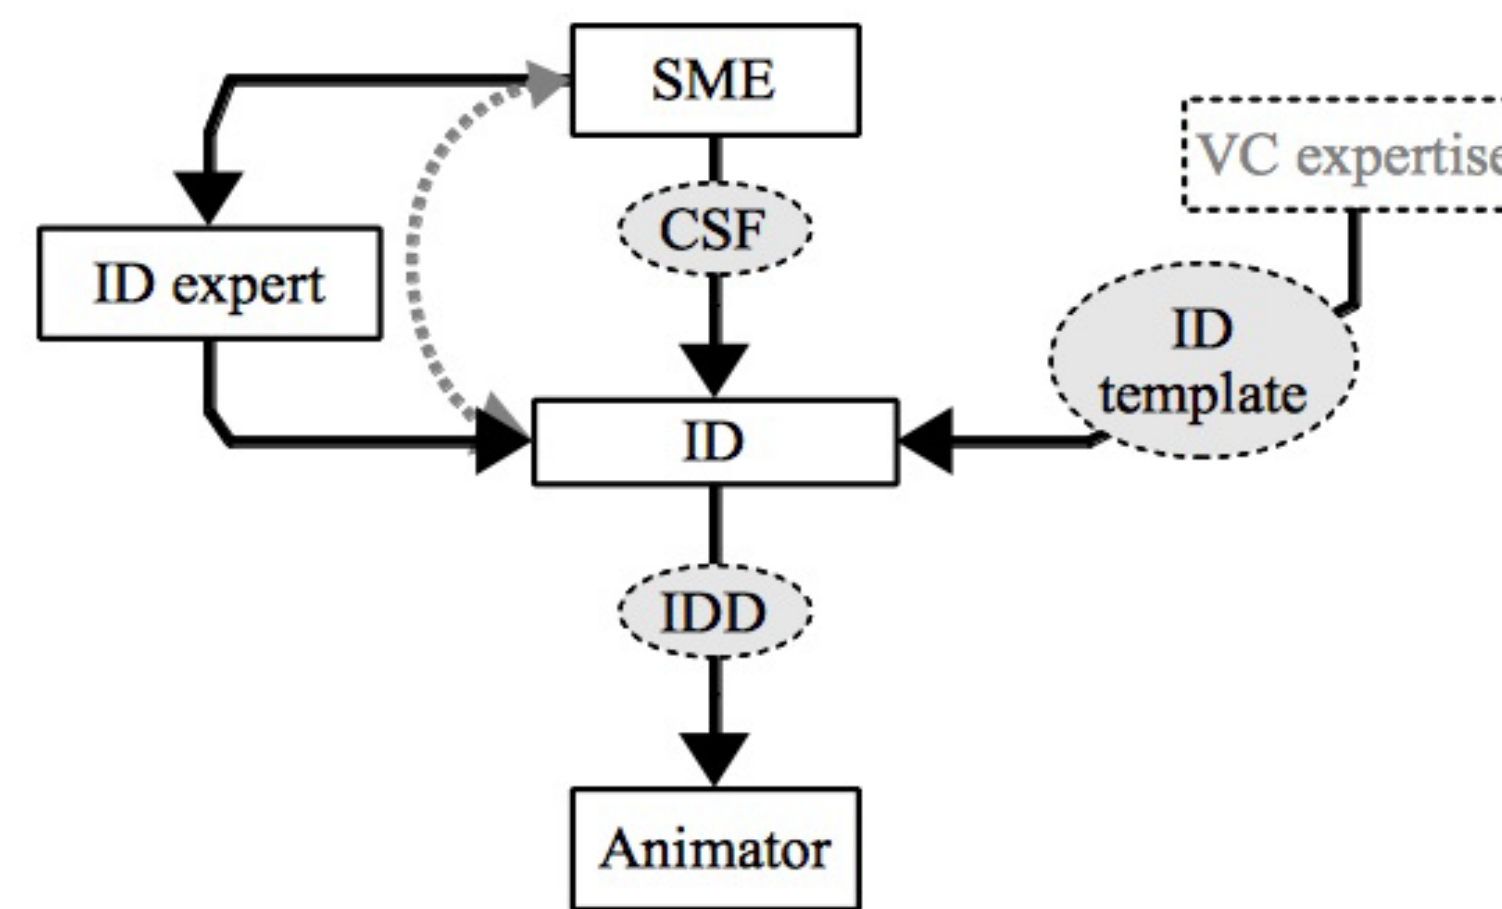 SME
VC expertise
CSF
ID expert
ID
template
ID
IDD
Animator